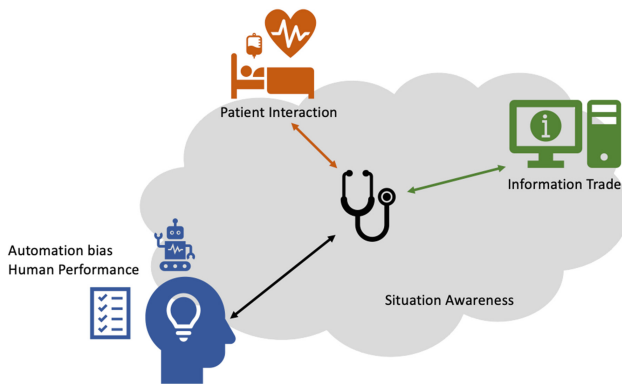 Patient Interaction
Information Trade
Automation bias
Human Performance
Situation Awareness